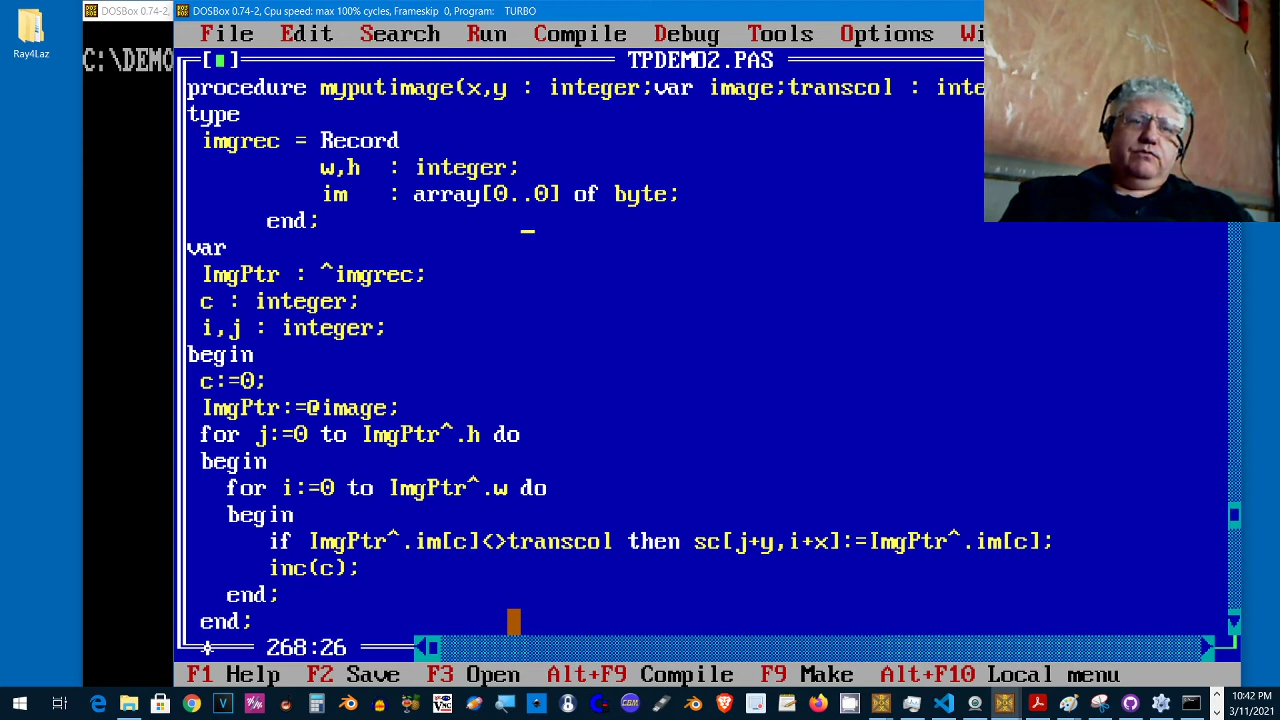 Ray4Laz
DOSBox 0.74-2,
C:\DEMO
DOSBox 0.74-2, Cpu speed: max 100% cycles, Frameskip 0, Program: TURBO
File Edit Search Run Compile Debug Tools Options Wi
[■] TPDEMO2.PAS
procedure myputimage(x,y : integer;var image;transcol : inte
type
imgrec = Record
w,h : integer;
im : array[0..0] of byte;
end;
var
ImgPtr : ^imgrec;
c : integer;
i,j : integer;
begin
c:=0;
ImgPtr:=@image;
for j:=0 to ImgPtr^.h do
begin
for i:=0 to ImgPtr^.w do
begin
if ImgPtr^.im[c]<>transcol then sc[j+y,i+x]:=ImgPtr^.im[c];
inc(c);
end;
end;
268:26
F1 Help F2 Save F3 Open Alt+F9 Compile F9 Make Alt+F10 Local menu
10:42 PM
3/11/2021